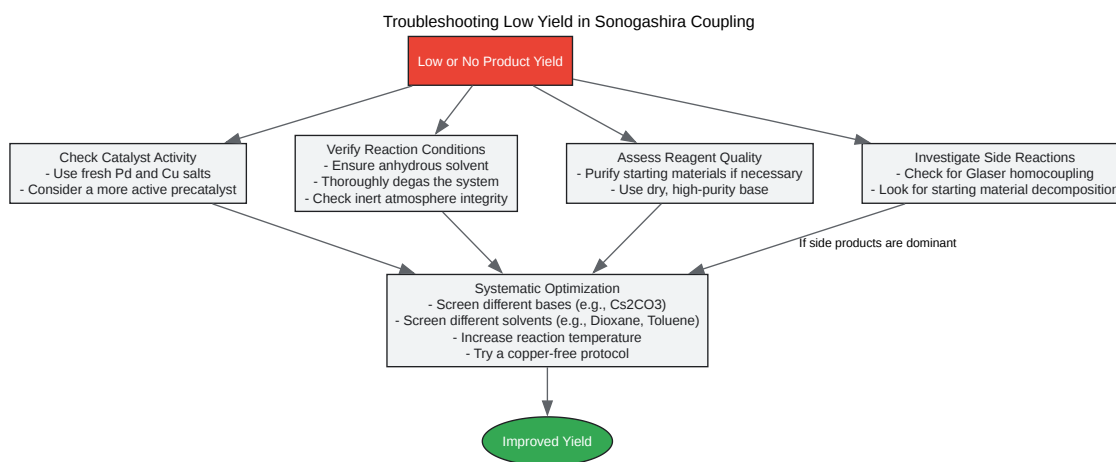 Troubleshooting Low Yield in Sonogashira Coupling
Low or No Product Yield
Check Catalyst Activity
- Use fresh Pd and Cu salts
- Consider a more active precatalyst
Verify Reaction Conditions
- Ensure anhydrous solvent
- Thoroughly degas the system
- Check inert atmosphere integrity
Assess Reagent Quality
- Purify starting materials if necessary
- Use dry, high-purity base
Investigate Side Reactions
- Check for Glaser homocoupling
- Look for starting material decomposition
If side products are dominant
Systematic Optimization
- Screen different bases (e.g., Cs2CO3)
- Screen different solvents (e.g., Dioxane, Toluene)
- Increase reaction temperature
- Try a copper-free protocol
Improved Yield